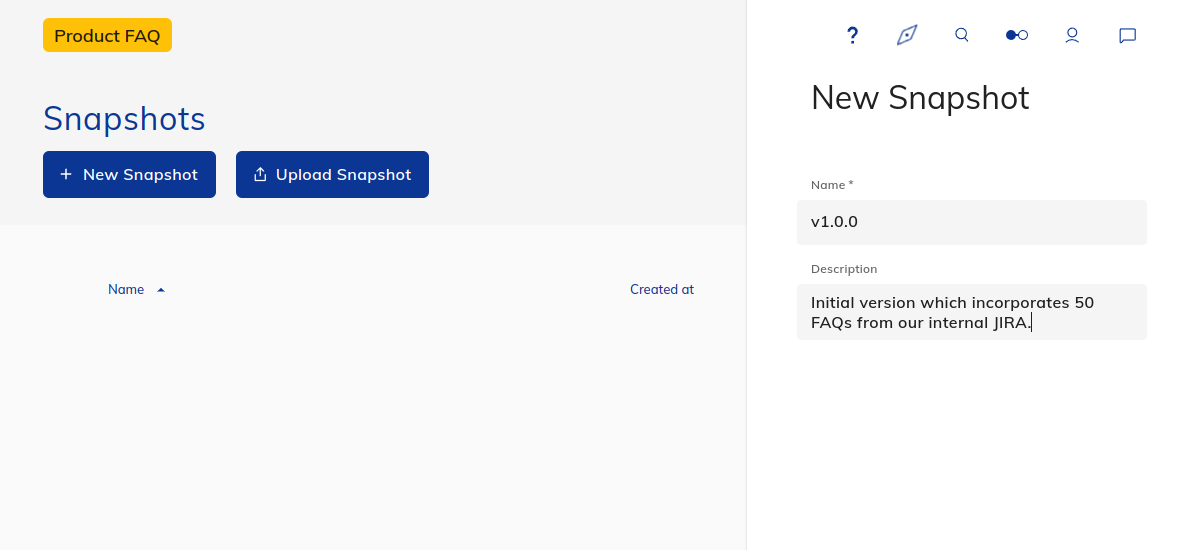 Product FAQ
Snapshots
+ New Snapshot
Upload Snapshot
Name
Created at
?
New Snapshot
Name *
v1.0.0
Description
Initial version which incorporates 50
FAQs from our internal JIRA.